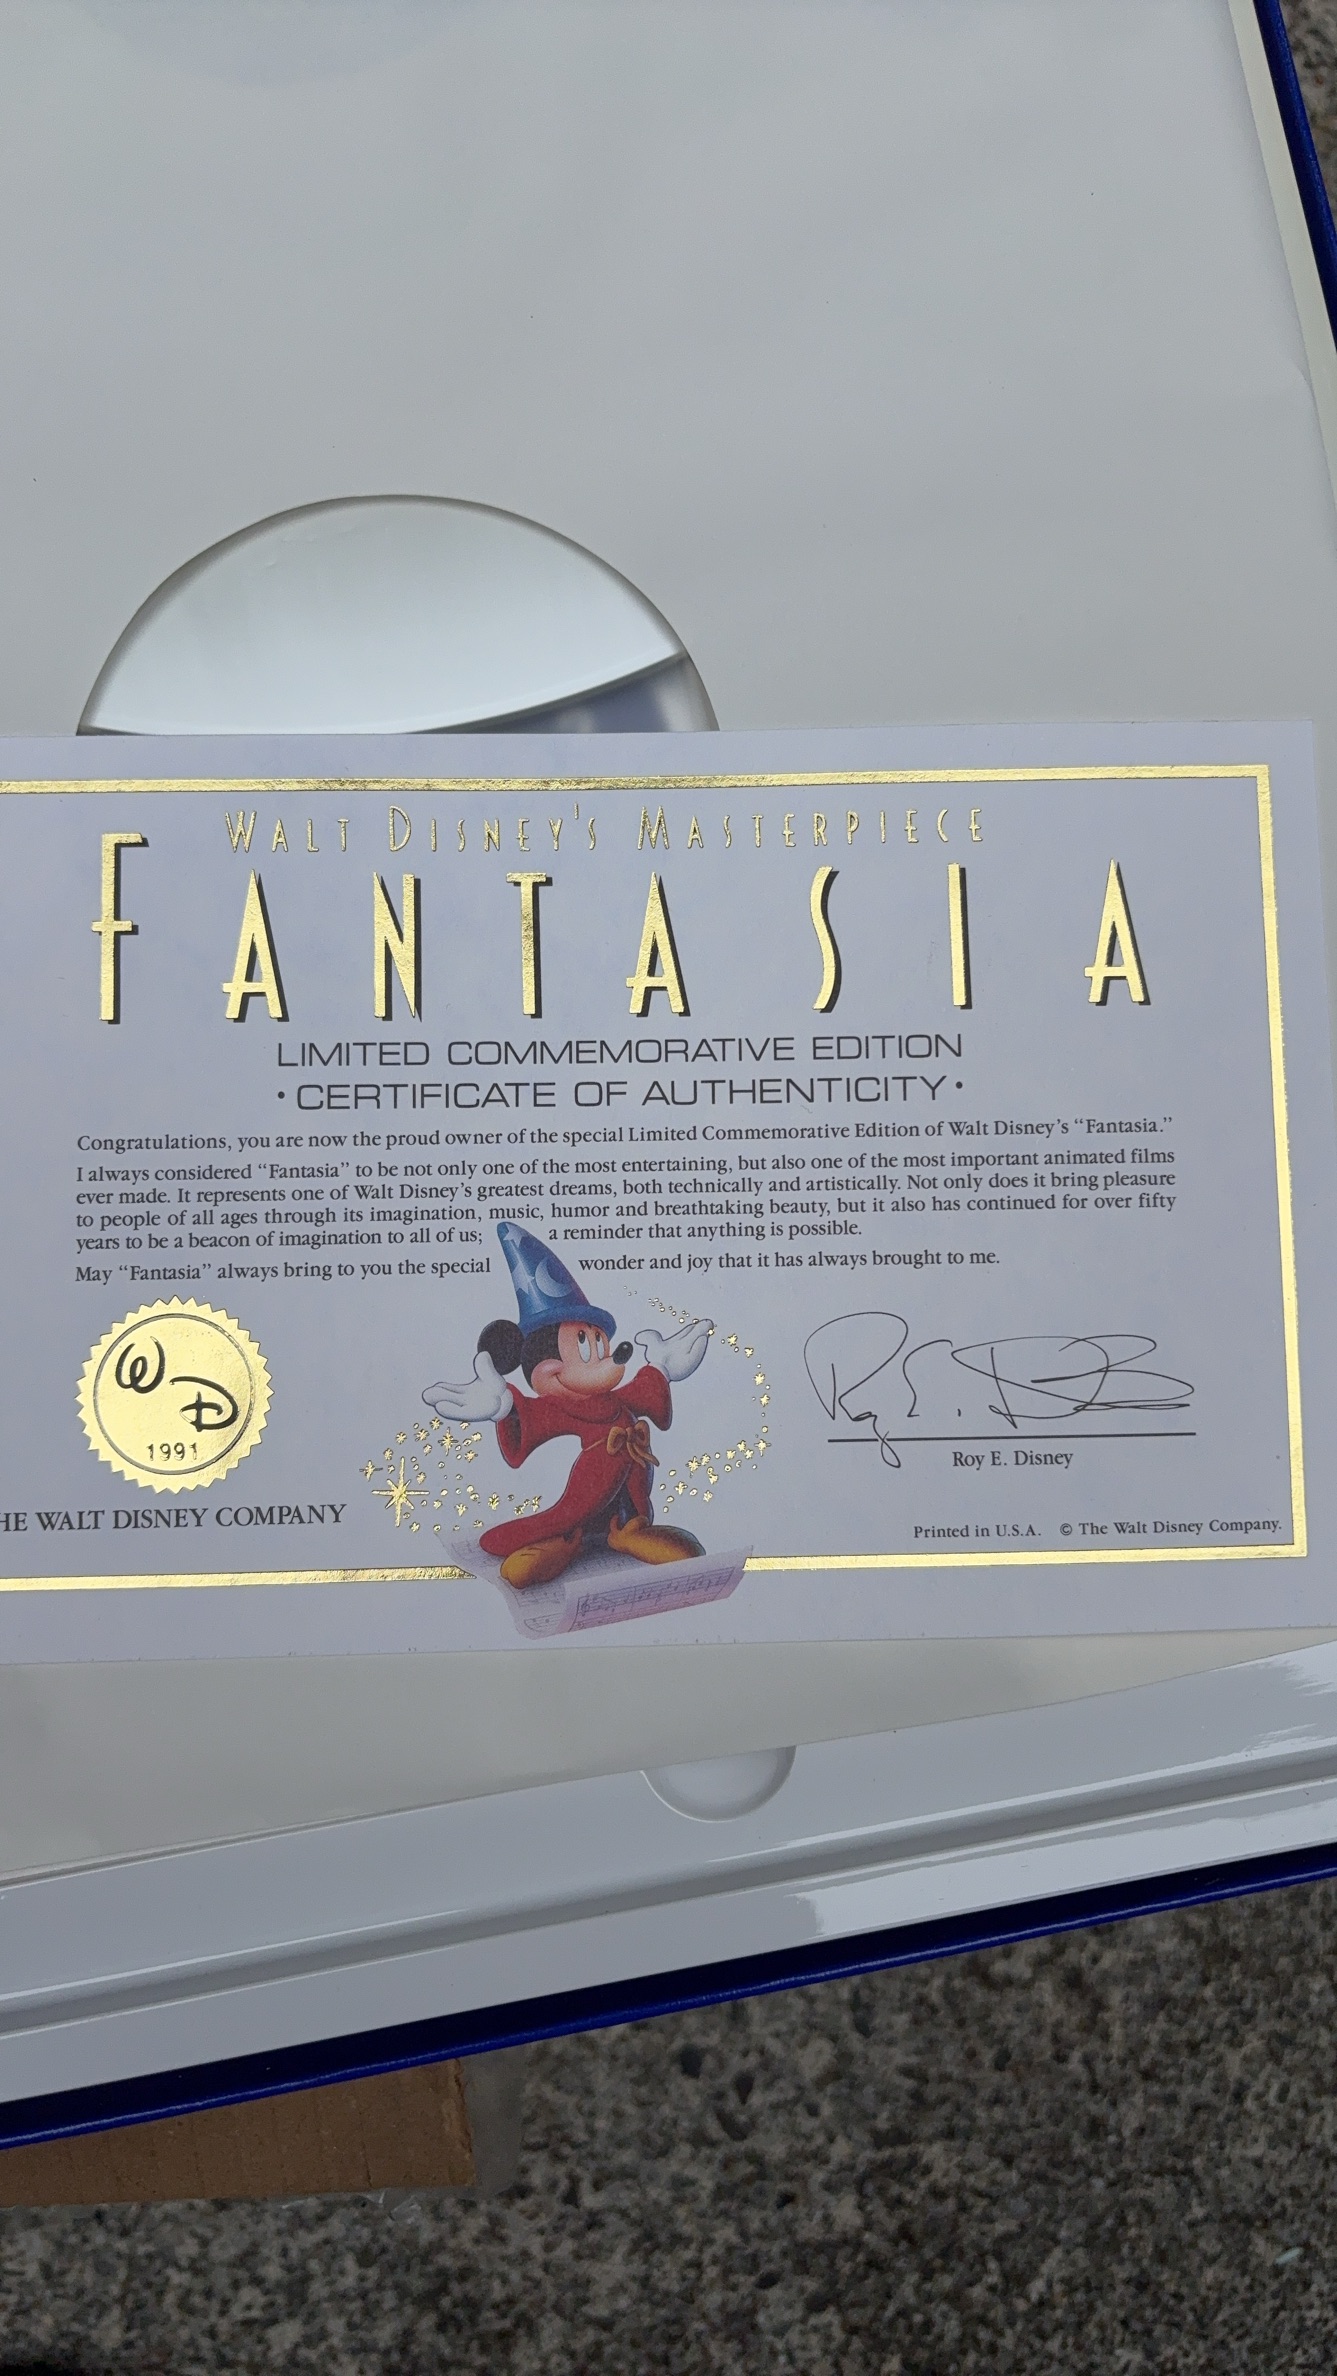 WALT DISNEY'S MASTERPIECE
FANTASIA
LIMITED COMMEMORATIVE EDITION
• CERTIFICATE OF AUTHENTICITY •
Congratulations, you are now the proud owner of the special Limited Commemorative Edition of Walt Disney's “Fantasia.”
I always considered “Fantasia” to be not only one of the most entertaining, but also one of the most important animated films
ever made. It represents one of Walt Disney's greatest dreams, both technically and artistically. Not only does it bring pleasure
to people of all ages through its imagination, music, humor and breathtaking beauty, but it also has continued for over fifty
years to be a beacon of imagination to all of us; a reminder that anything is possible.
May “Fantasia” always bring to you the special wonder and joy that it has always brought to me.
WD
1991
Roy E. Disney
Roy E. Disney
HE WALT DISNEY COMPANY
Printed in U.S.A. © The Walt Disney Company.